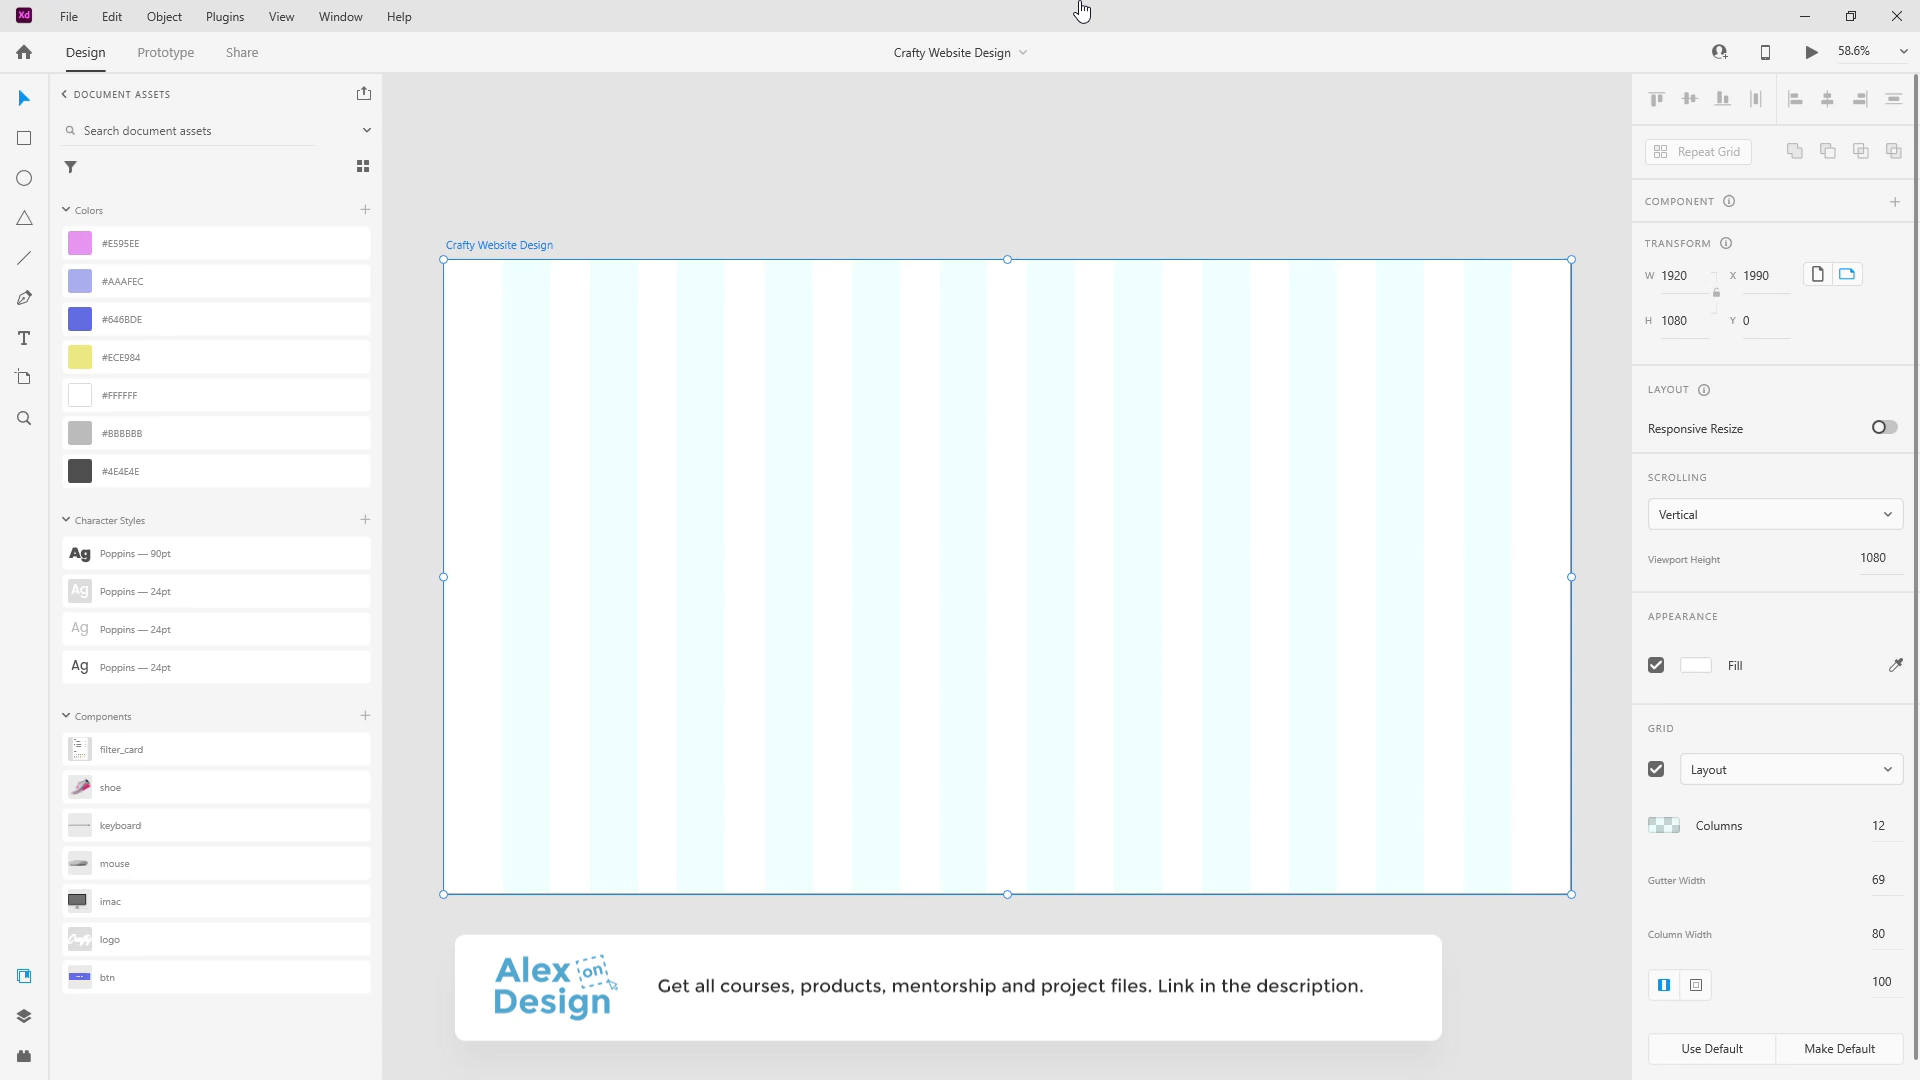 Xd File Edit Object Plugins View Window Help
Design Prototype Share Crafty Website Design 58.6%
DOCUMENT ASSETS
Search document assets
Colors
#E595EE
#AAAFEC
#646BDE
#ECE984
#FFFFFF
#BBBBBB
#4E4E4E
Character Styles
Ag Poppins — 90pt
Ag Poppins — 24pt
Ag Poppins — 24pt
Ag Poppins — 24pt
Components
filter_card
shoe
keyboard
mouse
imac
logo
btn
Crafty Website Design
Alex on Design
Get all courses, products, mentorship and project files. Link in the description.
Repeat Grid
COMPONENT
TRANSFORM
W 1920 X 1990
H 1080 Y 0
LAYOUT
Responsive Resize
SCROLLING
Vertical
Viewport Height 1080
APPEARANCE
Fill
GRID
Layout
Columns 12
Gutter Width 69
Column Width 80
100
Use Default Make Default